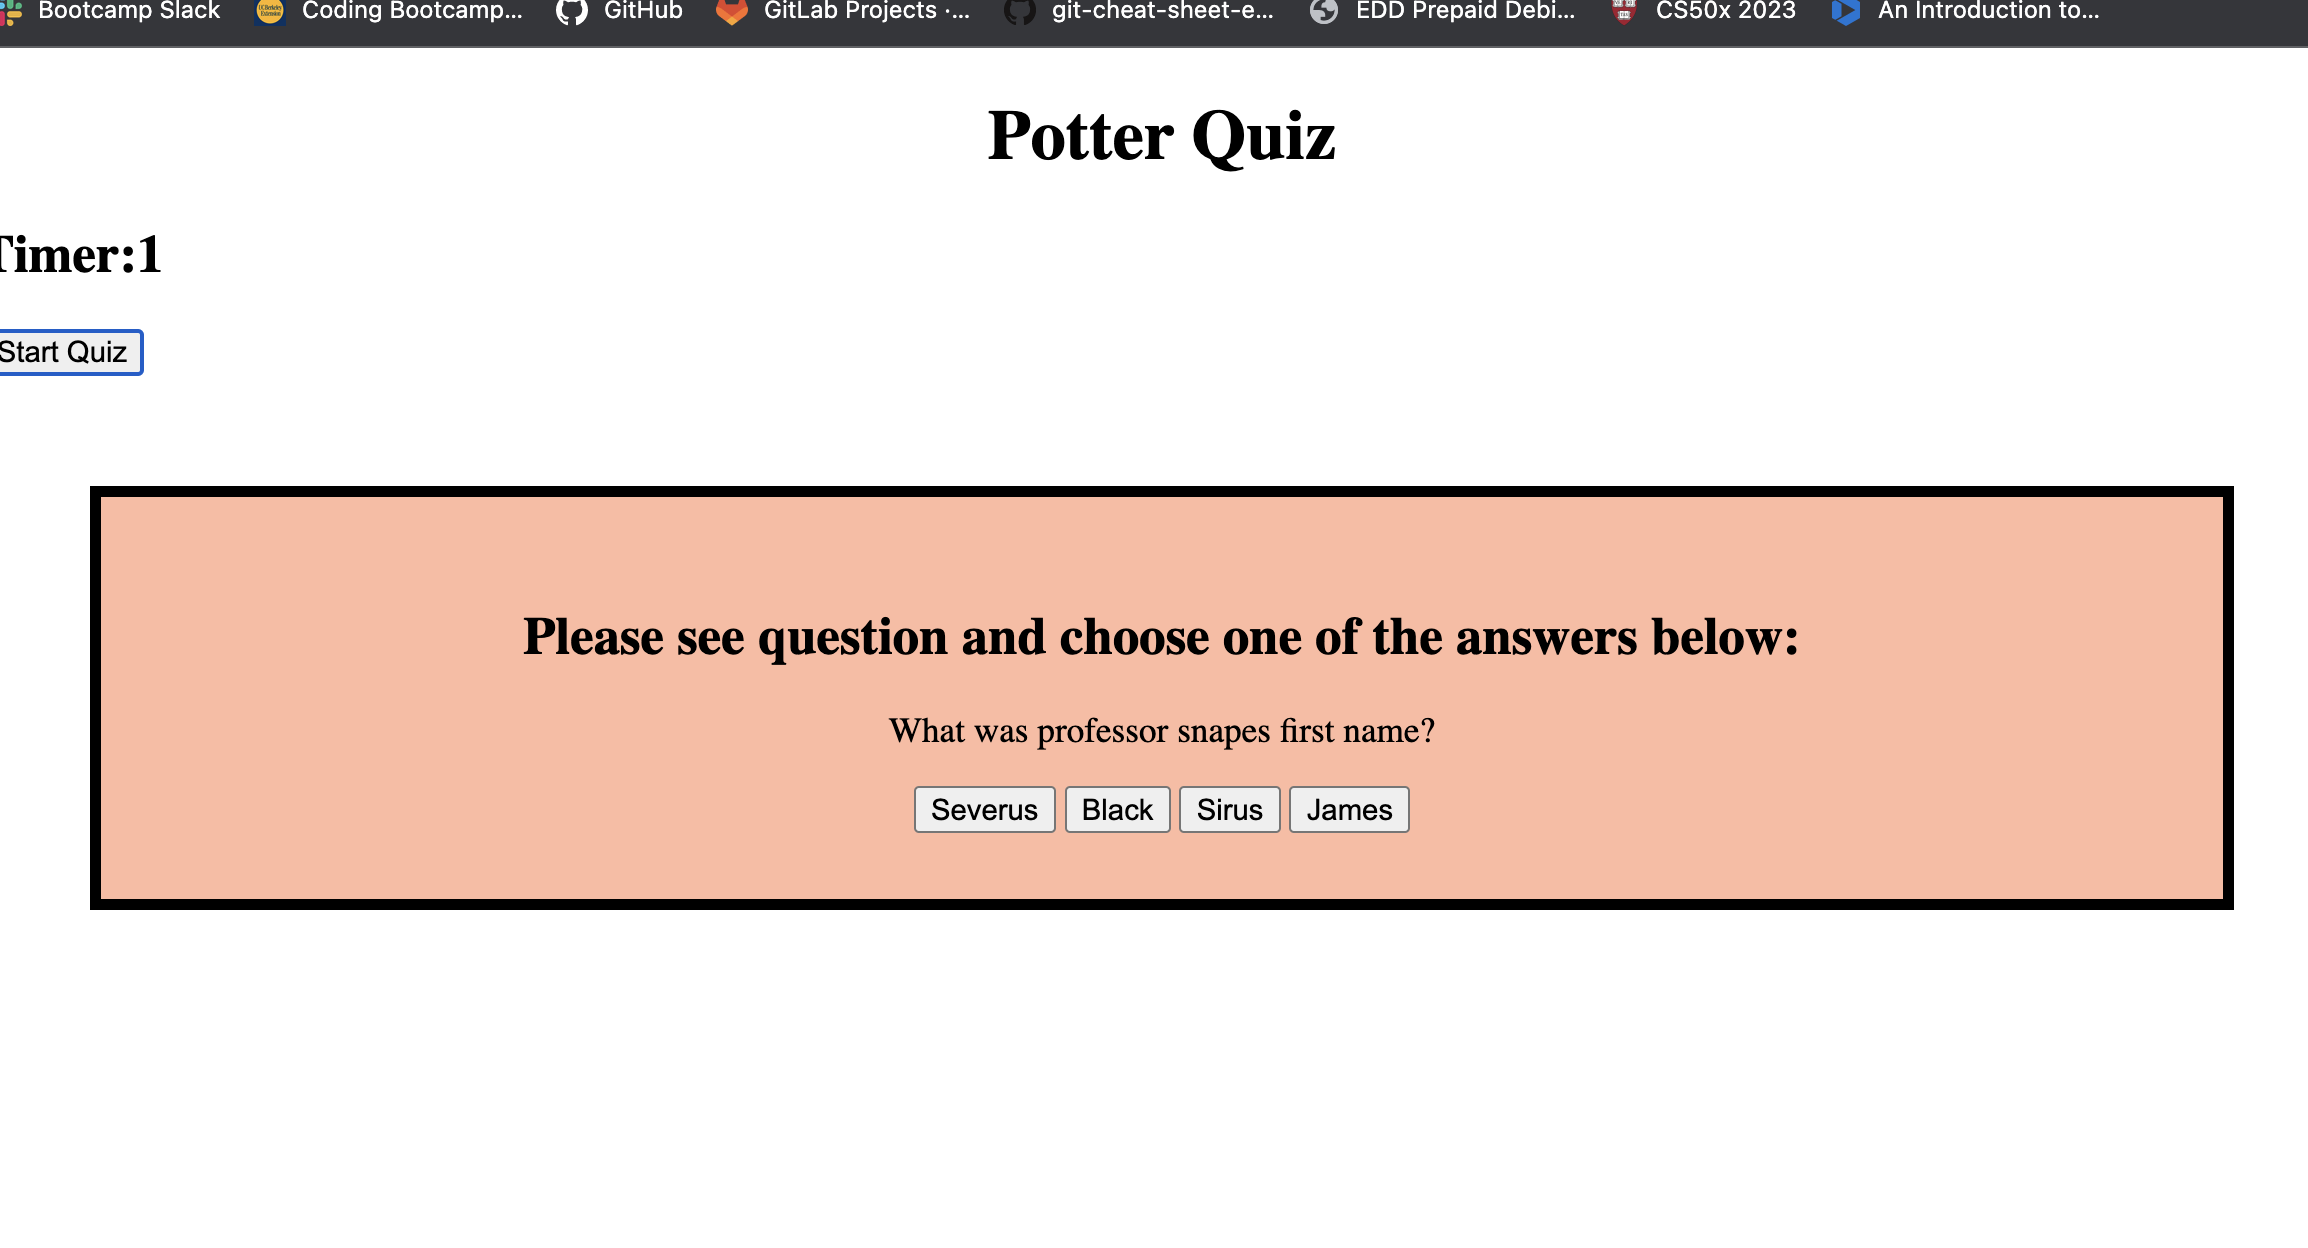 Bootcamp Slack Coding Bootcamp... GitHub GitLab Projects ·... git-cheat-sheet-e... EDD Prepaid Debi... CS50x 2023 An Introduction to...
Potter Quiz
Timer:1
Start Quiz
Please see question and choose one of the answers below:
What was professor snapes first name?
Severus Black Sirus James